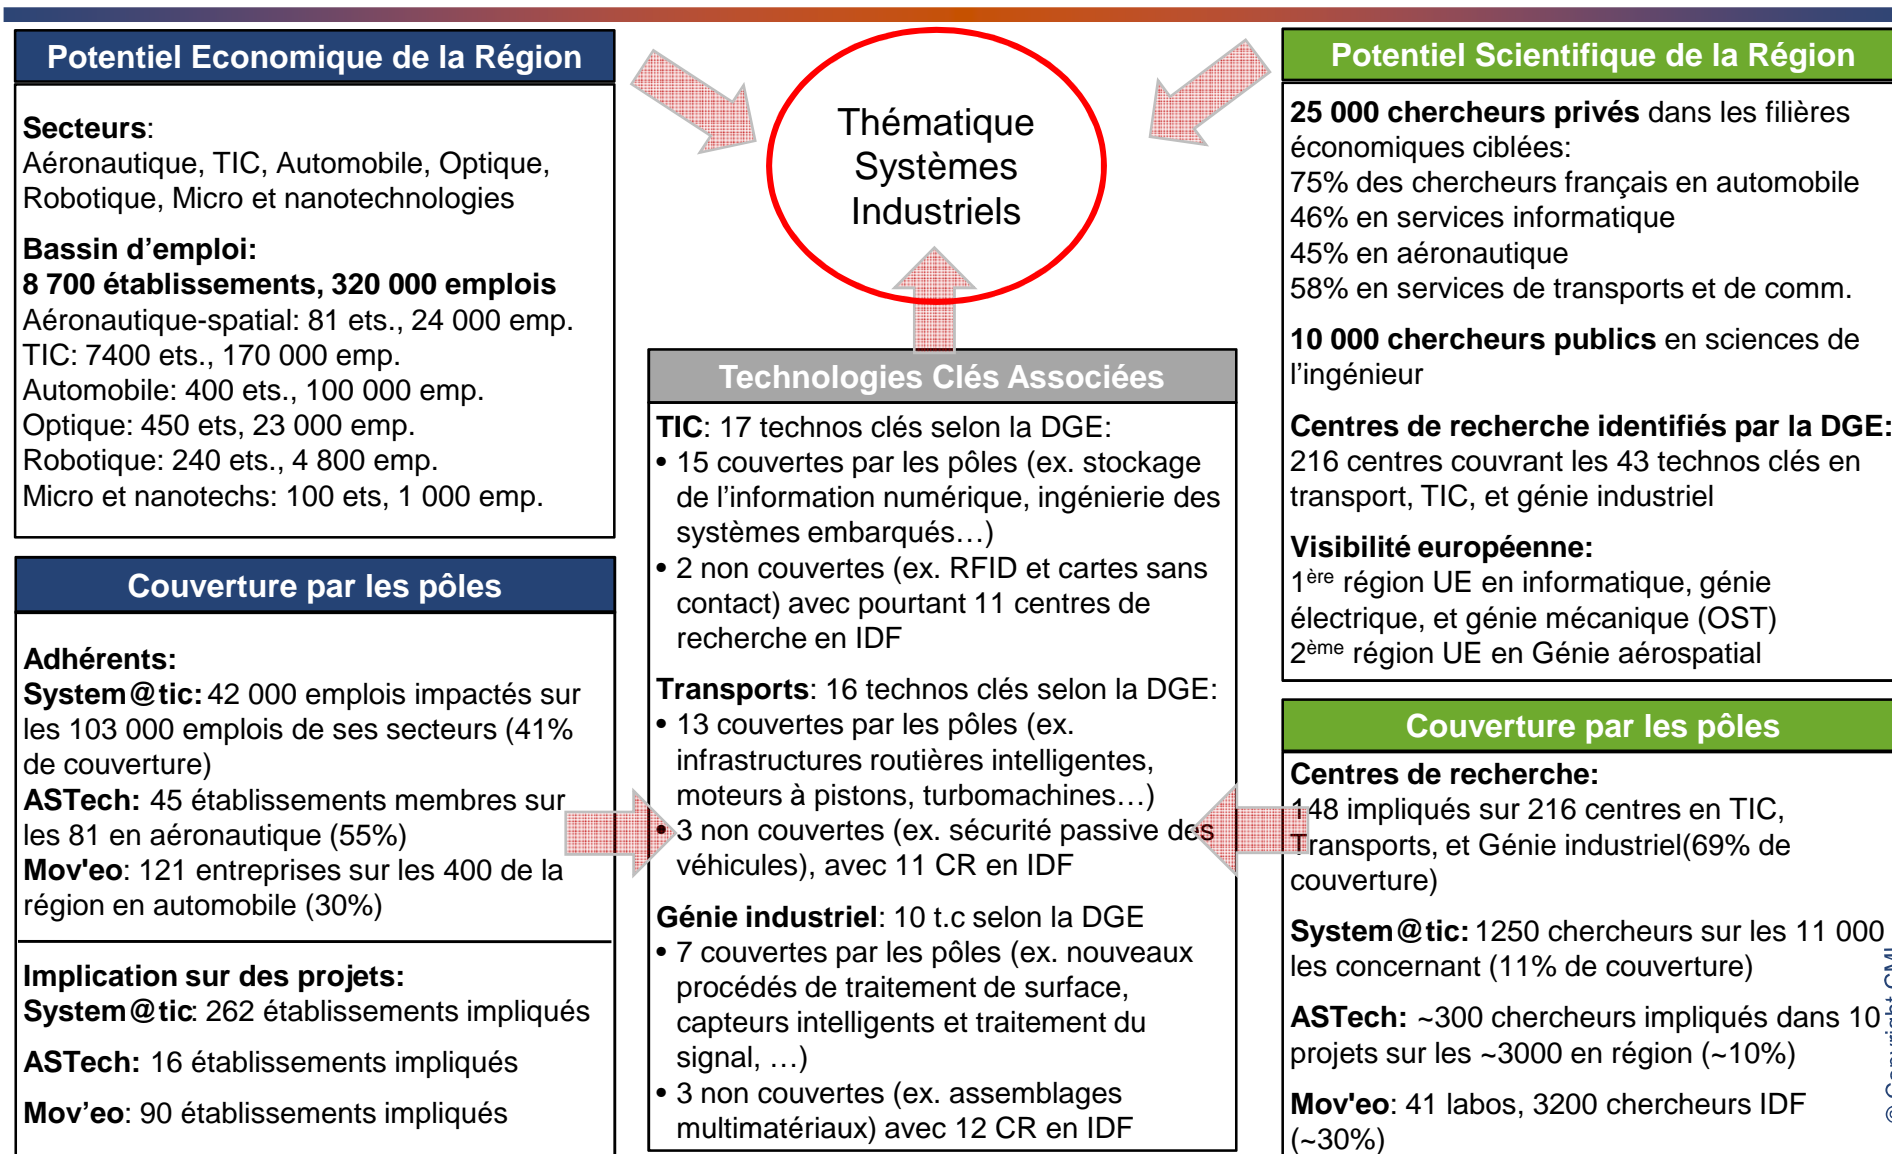 Potentiel Economique de la Région
Secteurs:
Aéronautique, TIC, Automobile, Optique,
Robotique, Micro et nanotechnologies
Bassin d’emploi:
8 700 établissements, 320 000 emplois
Aéronautique-spatial: 81 ets., 24 000 emp.
TIC: 7400 ets., 170 000 emp.
Automobile: 400 ets., 100 000 emp.
Optique: 450 ets, 23 000 emp.
Robotique: 240 ets., 4 800 emp.
Micro et nanotechs: 100 ets, 1 000 emp.
Couverture par les pôles
Adhérents:
System@tic: 42 000 emplois impactés sur
les 103 000 emplois de ses secteurs (41%
de couverture)
ASTech: 45 établissements membres sur
les 81 en aéronautique (55%)
Mov'eo: 121 entreprises sur les 400 de la
région en automobile (30%)
Implication sur des projets:
System@tic: 262 établissements impliqués
ASTech: 16 établissements impliqués
Mov’eo: 90 établissements impliqués
Thématique
Systèmes
Industriels
Technologies Clés Associées
TIC: 17 technos clés selon la DGE:
• 15 couvertes par les pôles (ex. stockage
de l’information numérique, ingénierie des
systèmes embarqués…)
• 2 non couvertes (ex. RFID et cartes sans
contact) avec pourtant 11 centres de
recherche en IDF
Transports: 16 technos clés selon la DGE:
• 13 couvertes par les pôles (ex.
infrastructures routières intelligentes,
moteurs à pistons, turbomachines…)
• 3 non couvertes (ex. sécurité passive des
véhicules), avec 11 CR en IDF
Génie industriel: 10 t.c selon la DGE
• 7 couvertes par les pôles (ex. nouveaux
procédés de traitement de surface,
capteurs intelligents et traitement du
signal, …)
• 3 non couvertes (ex. assemblages
multimatériaux) avec 12 CR en IDF
Potentiel Scientifique de la Région
25 000 chercheurs privés dans les filières
économiques ciblées:
75% des chercheurs français en automobile
46% en services informatique
45% en aéronautique
58% en services de transports et de comm.
10 000 chercheurs publics en sciences de
l’ingénieur
Centres de recherche identifiés par la DGE:
216 centres couvrant les 43 technos clés en
transport, TIC, et génie industriel
Visibilité européenne:
1ère région UE en informatique, génie
électrique, et génie mécanique (OST)
2ème région UE en Génie aérospatial
Couverture par les pôles
Centres de recherche:
148 impliqués sur 216 centres en TIC,
Transports, et Génie industriel(69% de
couverture)
System@tic: 1250 chercheurs sur les 11 000
les concernant (11% de couverture)
ASTech: ~300 chercheurs impliqués dans 10
projets sur les ~3000 en région (~10%)
Mov'eo: 41 labos, 3200 chercheurs IDF
(~30%)
© Copyright CMI